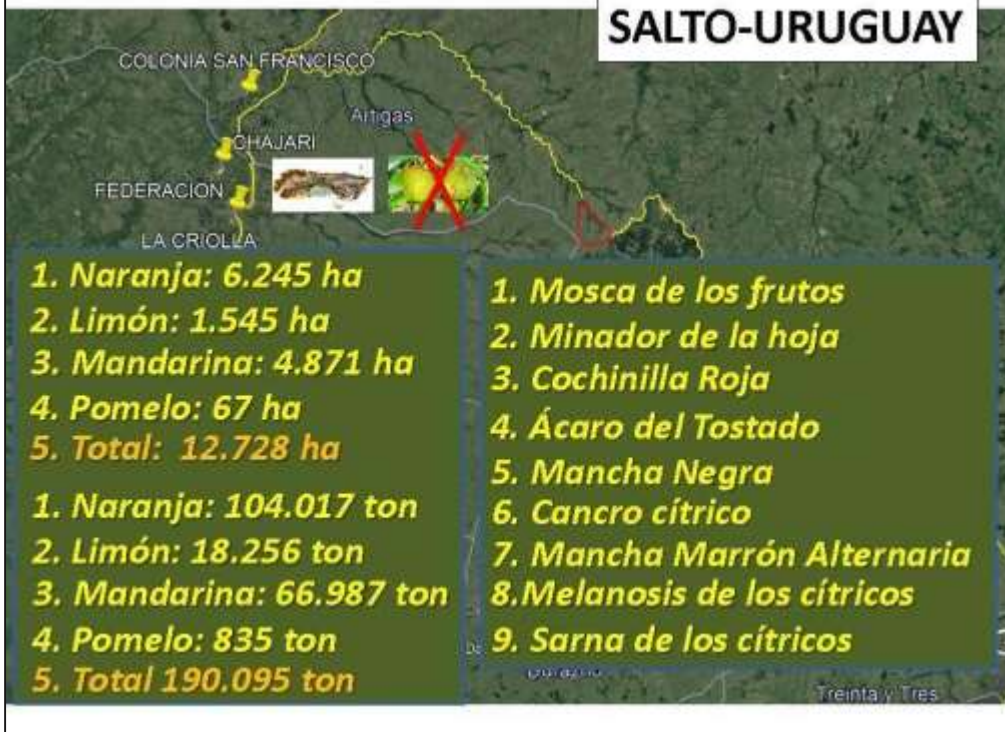 SALTO-URUGUAY
COLONIA SAN FRANCISCO
Artigas
CHAJARI
FEDERACION
LA CRIOLLA
1. Naranja: 6.245 ha
2. Limón: 1.545 ha
3. Mandarina: 4.871 ha
4. Pomelo: 67 ha
5. Total: 12.728 ha
1. Naranja: 104.017 ton
2. Limón: 18.256 ton
3. Mandarina: 66.987 ton
4. Pomelo: 835 ton
5. Total 190.095 ton
1. Mosca de los frutos
2. Minador de la hoja
3. Cochinilla Roja
4. Ácaro del Tostado
5. Mancha Negra
6. Cancro cítrico
7. Mancha Marrón Alternaria
8.Melanosis de los cítricos
9. Sarna de los cítricos
Treinta y Tres